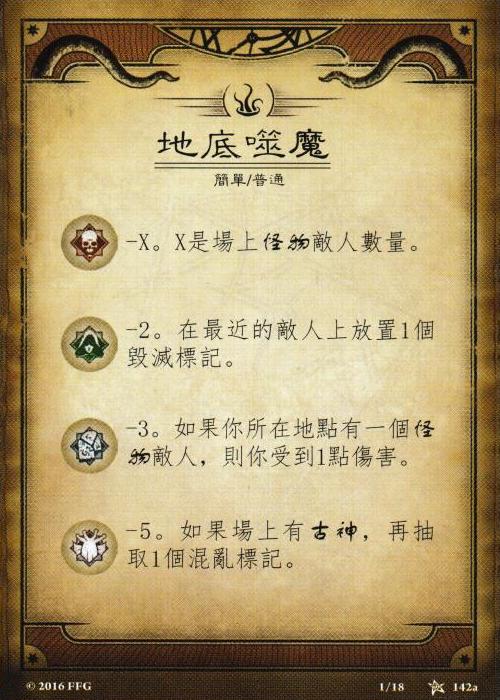 地底噬魔
簡單/普通
-X。X是場上怪物敵人數量。
-2。在最近的敵人上放置1個
毀滅標記。
-3。如果你所在地點有一個怪
物敵人，則你受到1點傷害。
-5。如果場上有古神，再抽
取1個混亂標記。
© 2016 FFG
1/18
142a